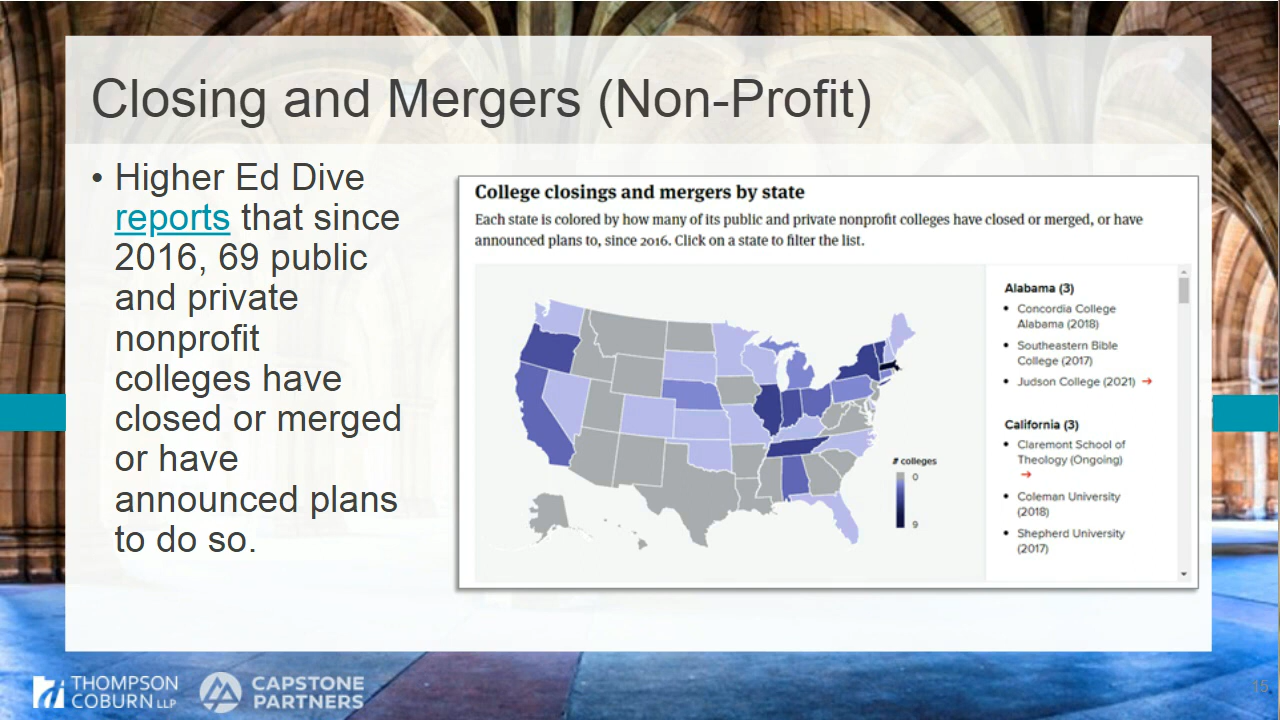 Closing and Mergers (Non-Profit)
• Higher Ed Dive
reports that since
2016, 69 public
and private
nonprofit
colleges have
closed or merged
or have
announced plans
to do so.
College closings and mergers by state
Each state is colored by how many of its public and private nonprofit colleges have closed or merged, or have
announced plans to, since 2016. Click on a state to filter the list.
# colleges
0
9
Alabama (3)
• Concordia College
Alabama (2018)
• Southeastern Bible
College (2017)
• Judson College (2021) →
California (3)
• Claremont School of
Theology (Ongoing)
→
• Coleman University
(2018)
• Shepherd University
(2017)
THOMPSON
COBURN LLP
CAPSTONE
PARTNERS
15